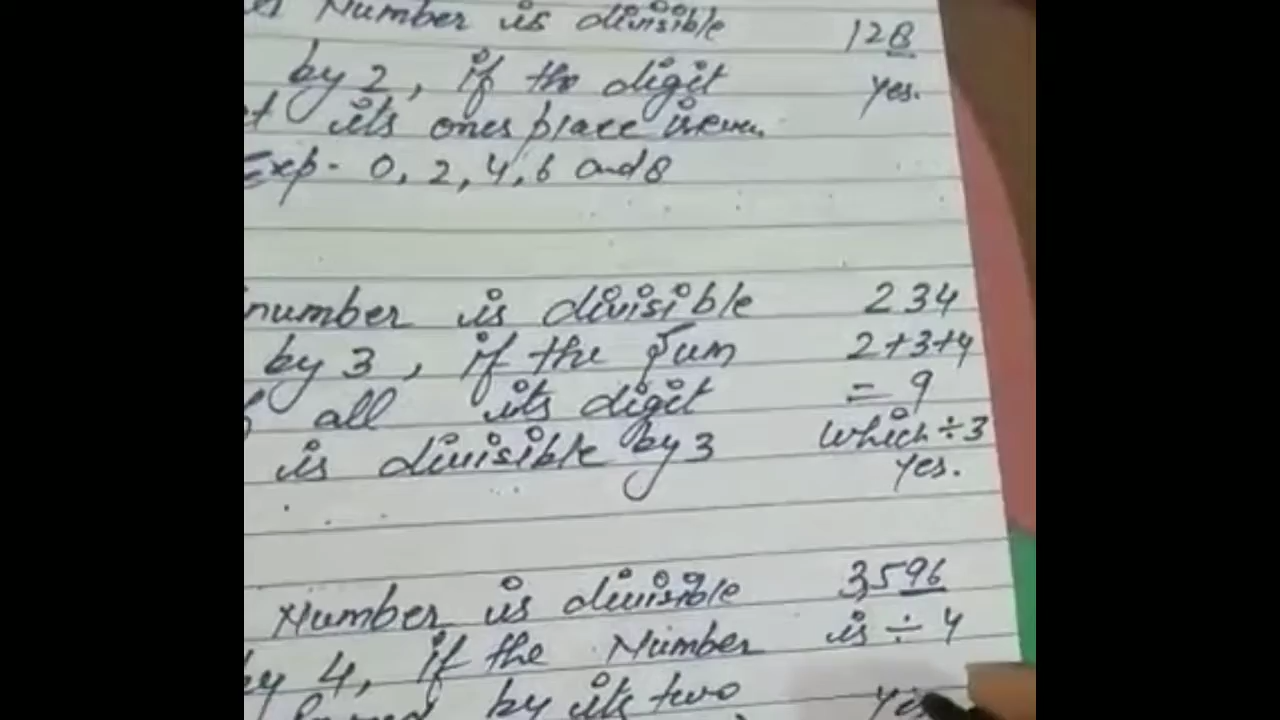 Number is divisible 128
by 2, if the digit Yes.
its ones place is even.
Exp- 0, 2, 4, 6 and 8
number is divisible 234
by 3, if the sum 2+3+4
all its digit = 9
is divisible by 3 which ÷ 3
Yes.
Number is divisible 3,596
by 4, if the Number is ÷ 4
by its two